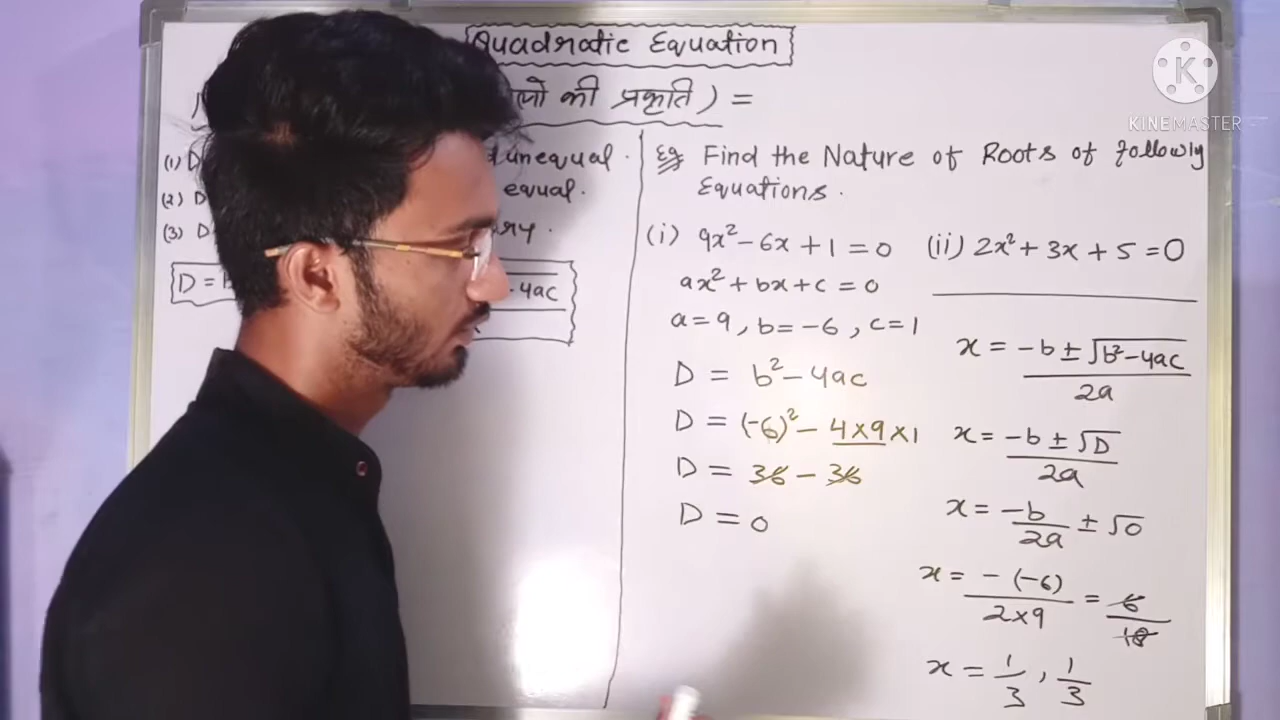 Quadratic Equation
की प्रकृति ) =
(1) D unequal.
(2) D equal.
(3) D
D = - 4ac
Eg Find the Nature of Roots of
Equations.
(i) 9x² - 6x + 1 = 0
ax² + bx + c = 0
a = 9, b = -6, c = 1
D = b² - 4ac
D = (-6)² - 4×9×1
D = 36 - 36
D = 0
(ii) 2x² + 3x + 5 = 0
x = -b ± √b² - 4ac / 2a
x = -b ± √D / 2a
x = -b / 2a ± √0
x = -(-6) / 2×9 = 6 / 18
x = 1/3, 1/3
K
KINEMASTER